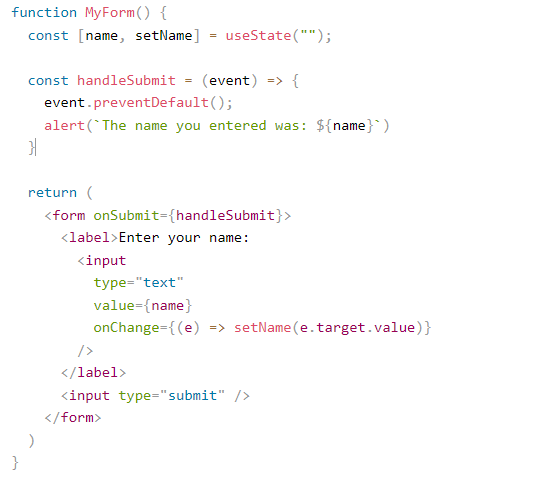 function MyForm() {
  const [name, setName] = useState("");

  const handleSubmit = (event) => {
    event.preventDefault();
    alert(`The name you entered was: ${name}`)
  }

  return (
    <form onSubmit={handleSubmit}>
      <label>Enter your name:
        <input
          type="text"
          value={name}
          onChange={(e) => setName(e.target.value)}
        />
      </label>
      <input type="submit" />
    </form>
  )
}